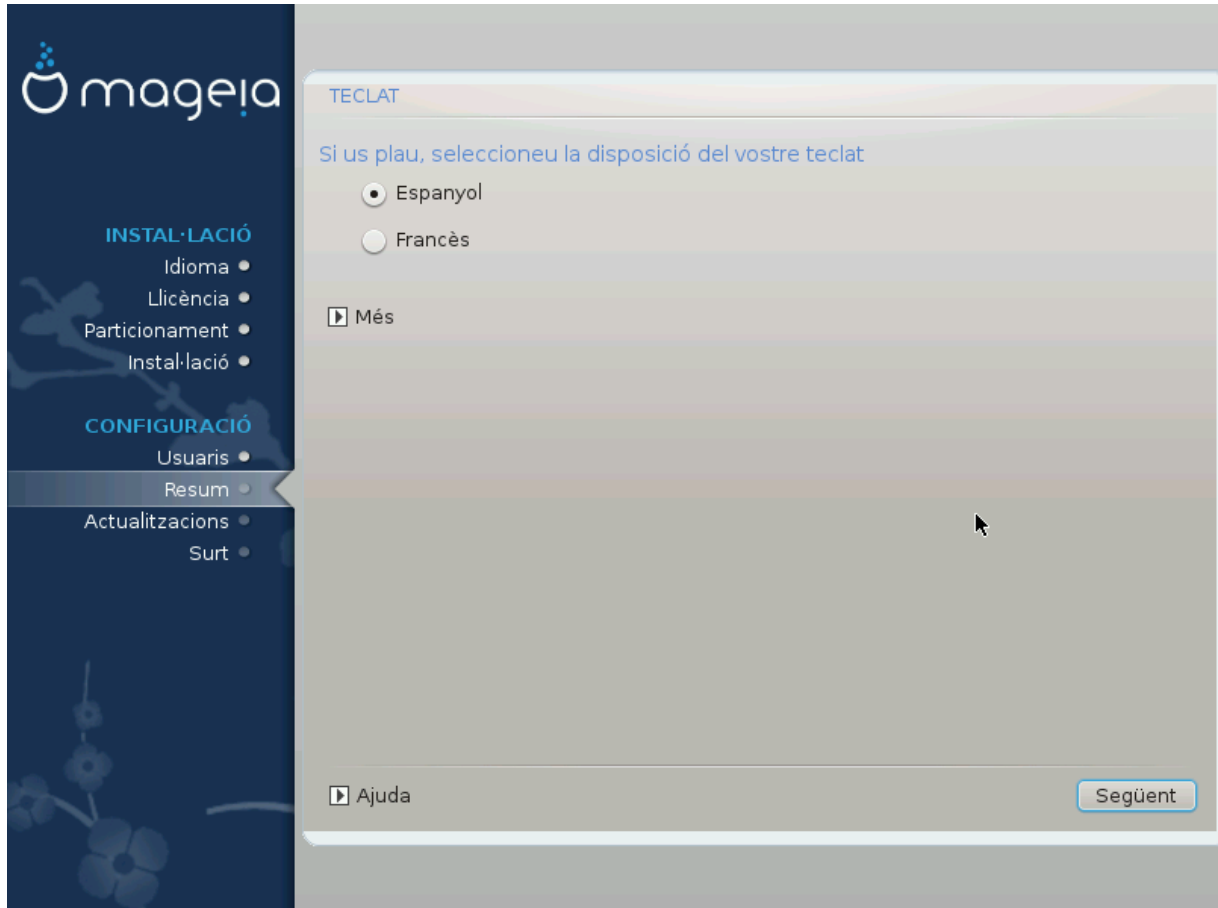 mageia
INSTAL·LACIÓ
Idioma
Llicència
Particionament
Instal·lació
CONFIGURACIÓ
Usuaris
Resum
Actualitzacions
Surt
TECLAT
Si us plau, seleccioneu la disposició del vostre teclat
Espanyol
Francès
Més
Ajuda
Següent